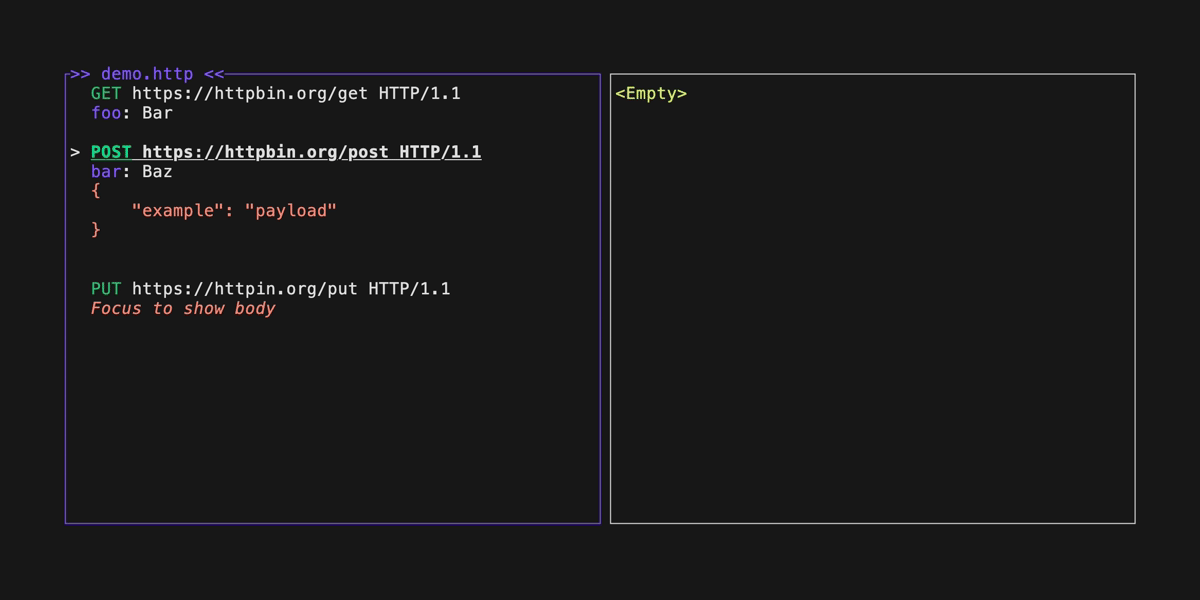 >> demo.http <<
GET https://httpbin.org/get HTTP/1.1
foo: Bar
> POST https://httpbin.org/post HTTP/1.1
bar: Baz
{
"example": "payload"
}
PUT https://httpin.org/put HTTP/1.1
Focus to show body
<Empty>